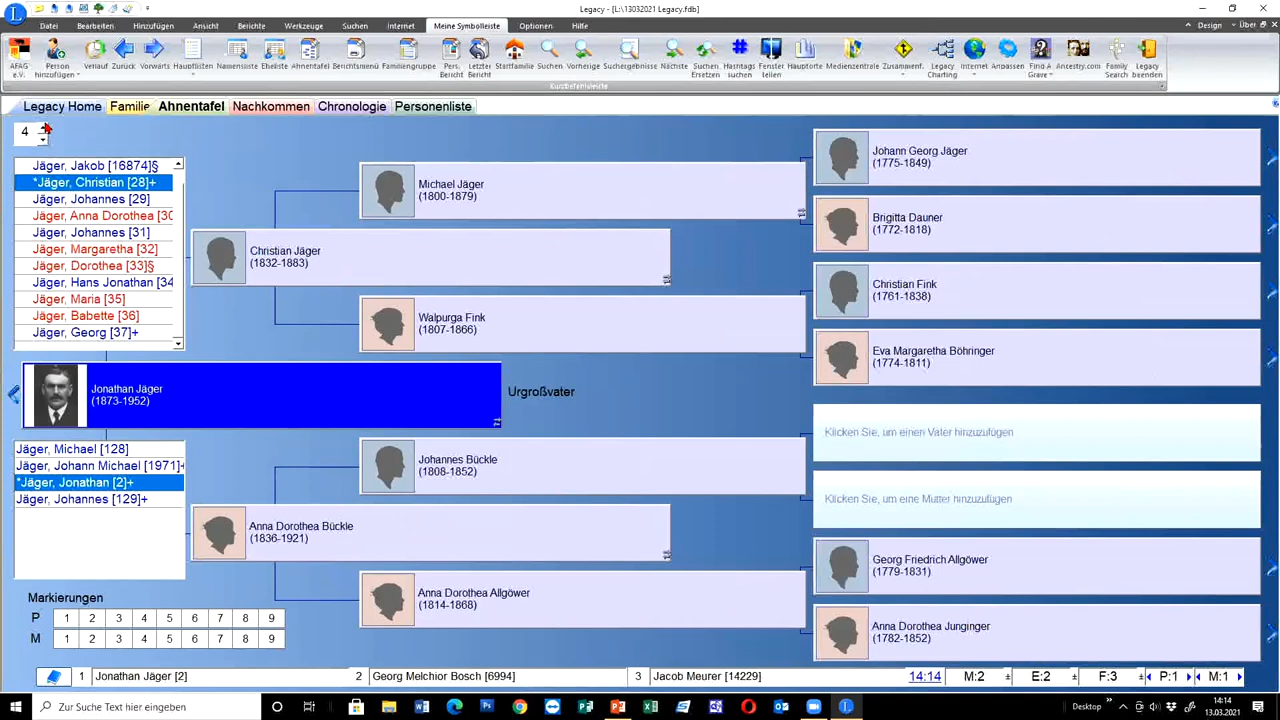 Legacy - [L:\13032021 Legacy.fdb]
Datei Bearbeiten Hinzufügen Ansicht Berichte Werkzeuge Suchen Internet Meine Symbolleiste Optionen Hilfe Design Über
AFAG e.V. Person hinzufügen Verlauf Zurück Vorwärts Hauptlisten Namensliste Eheliste Ahnentafel Berichtsmenü Familiengruppe Pers. Bericht Letzter Bericht Startfamilie Suchen Vorherige Suchergebnisse Nächste Suchen Ersetzen Hashtags suchen Fenster teilen Haupforte Medienzentrale Zusammenf. Legacy Charting Internet Anpassen Find A Grave Ancestry.com Family Search Legacy beenden
Legacy Home Familie Ahnentafel Nachkommen Chronologie Personenliste
4
Jäger, Jakob [16874]§
*Jäger, Christian [28]+
Jäger, Johannes [29]
Jäger, Anna Dorothea [30
Jäger, Johannes [31]
Jäger, Margaretha [32]
Jäger, Dorothea [33]§
Jäger, Hans Jonathan [34
Jäger, Maria [35]
Jäger, Babette [36]
Jäger, Georg [37]+
Michael Jäger
(1800-1879)
Christian Jäger
(1832-1883)
Walpurga Fink
(1807-1866)
Johann Georg Jäger
(1775-1849)
Brigitta Dauner
(1772-1818)
Christian Fink
(1761-1838)
Eva Margaretha Böhringer
(1774-1811)
Jonathan Jäger
(1873-1952)
Urgroßvater
Jäger, Michael [128]
Jäger, Johann Michael [1971]+
*Jäger, Jonathan [2]+
Jäger, Johannes [129]+
Johannes Bückle
(1808-1852)
Anna Dorothea Bückle
(1836-1921)
Anna Dorothea Allgöwer
(1814-1868)
Klicken Sie, um einen Vater hinzuzufügen
Klicken Sie, um eine Mutter hinzuzufügen
Georg Friedrich Allgöwer
(1779-1831)
Anna Dorothea Junginger
(1782-1852)
Markierungen
P 1 2 3 4 5 6 7 8 9
M 1 2 3 4 5 6 7 8 9
1 Jonathan Jäger [2] 2 Georg Melchior Bosch [6994] 3 Jacob Meurer [14229] 14:14 M:2 E:2 F:3 P:1 M:1
Zur Suche Text hier eingeben Desktop 14:14
13.03.2021